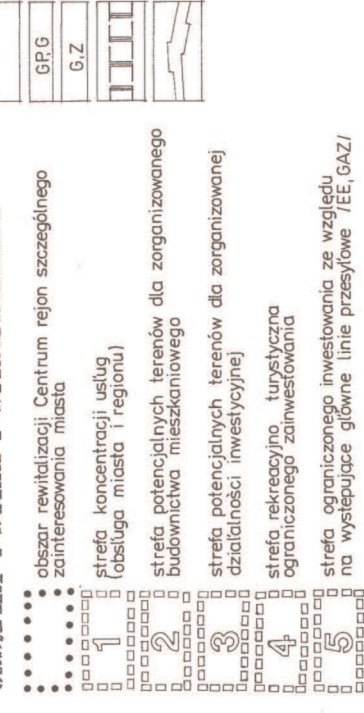 obszar rewitalizacji Centrum rejon szczególnego
zainteresowania miasta
1
strefa koncentracji usług
(obsługa miasta i regionu)
2
strefa potencjalnych terenów dla zorganizowanego
budownictwa mieszkaniowego
3
strefa potencjalnych terenów dla zorganizowanej
działalności inwestycyjnej
4
strefa rekreacyjno turystyczna
ograniczonego zainwestowania
5
strefa ograniczonego inwestowania ze względu
na występujące główne linie przesyłowe /EE, GAZ/
GP,G
G,Z